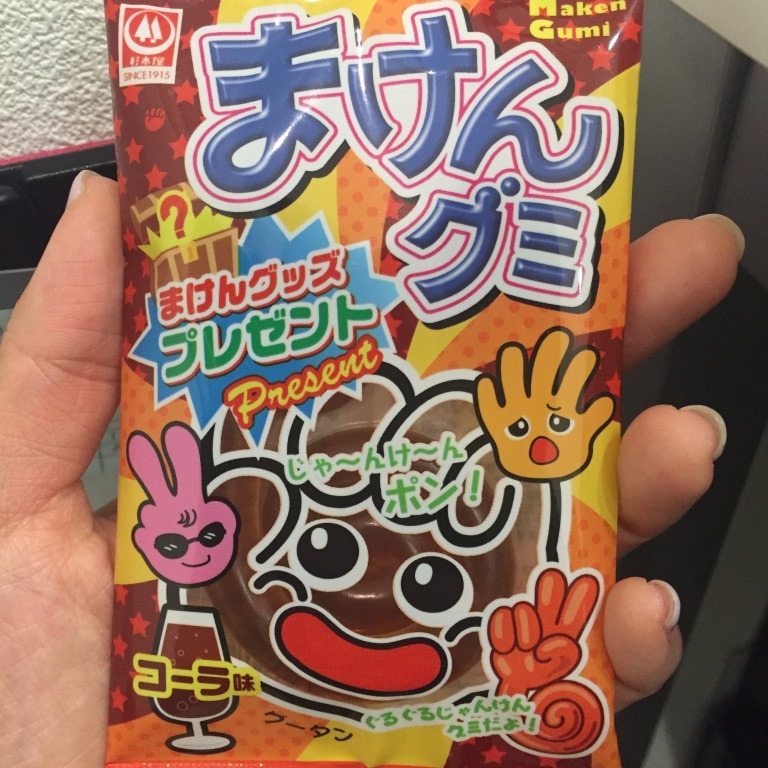 杉本屋
SINCE1915
Maken
Gumi
まけん
グミ
?
まけんグッズ
プレゼント
Present
じゃ〜んけ〜ん
ポン!
コーラ味
グータン
ぐるぐるじゃんけん
グミだよ!